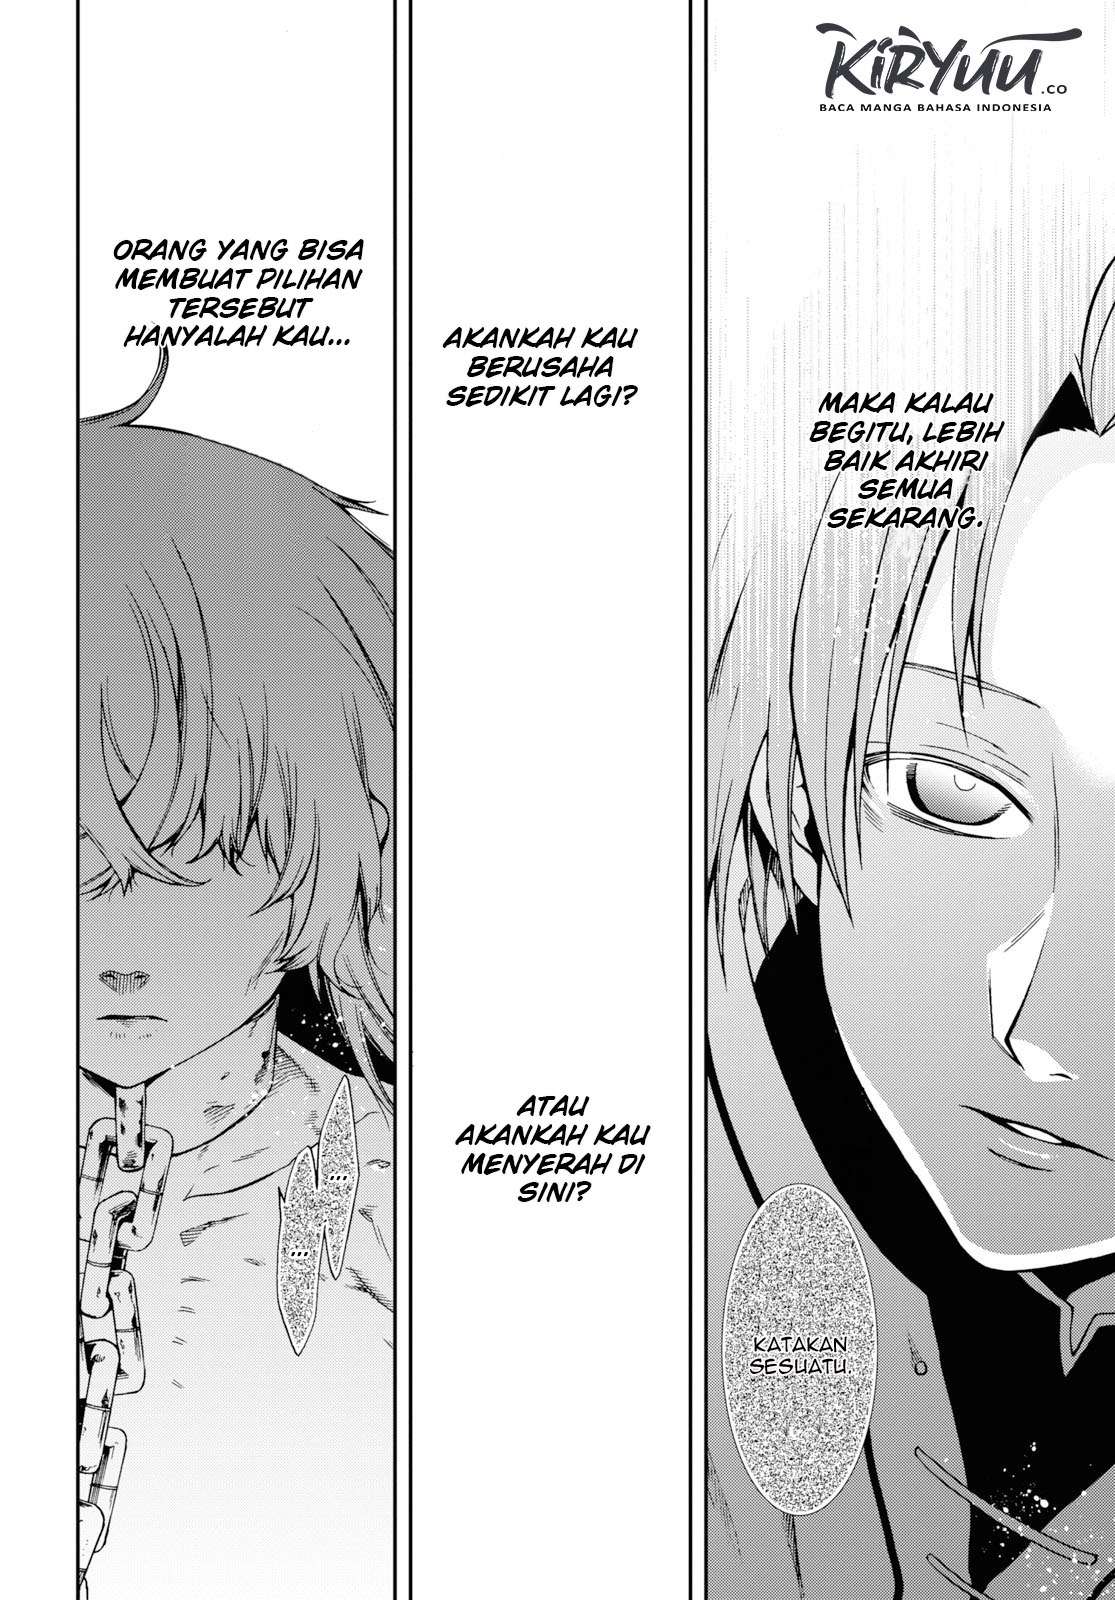 KIRYUU.CO
BACA MANGA BAHASA INDONESIA
MAKA KALAU
BEGITU, LEBIH
BAIK AKHIRI
SEMUA
SEKARANG.
KATAKAN
SESUATU.
AKANKAH KAU
BERUSAHA
SEDIKIT LAGI?
ATAU
AKANKAH KAU
MENYERAH DI
SINI?
ORANG YANG BISA
MEMBUAT PILIHAN
TERSEBUT
HANYALAH KAU...
...
...